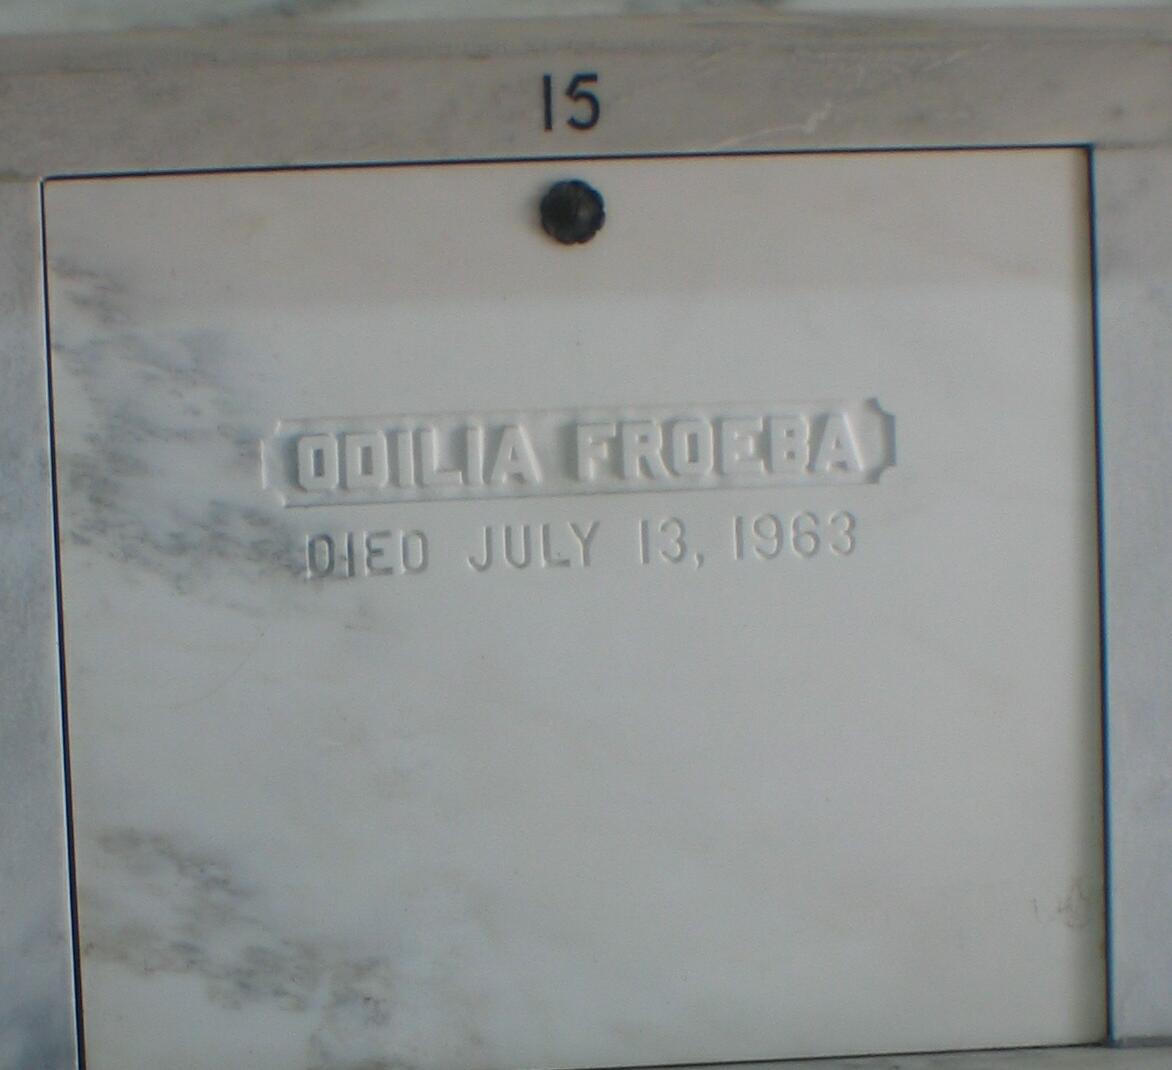 15
ODILIA FROEBA
DIED JULY 13, 1963